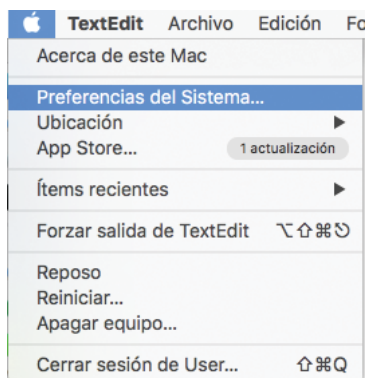 TextEdit Archivo Edición Fo
Acerca de este Mac
Preferencias del Sistema...
Ubicación ▶
App Store... 1 actualización
Ítems recientes ▶
Forzar salida de TextEdit ⌥⇧⌘⎋
Reposo
Reiniciar...
Apagar equipo...
Cerrar sesión de User... ⇧⌘Q